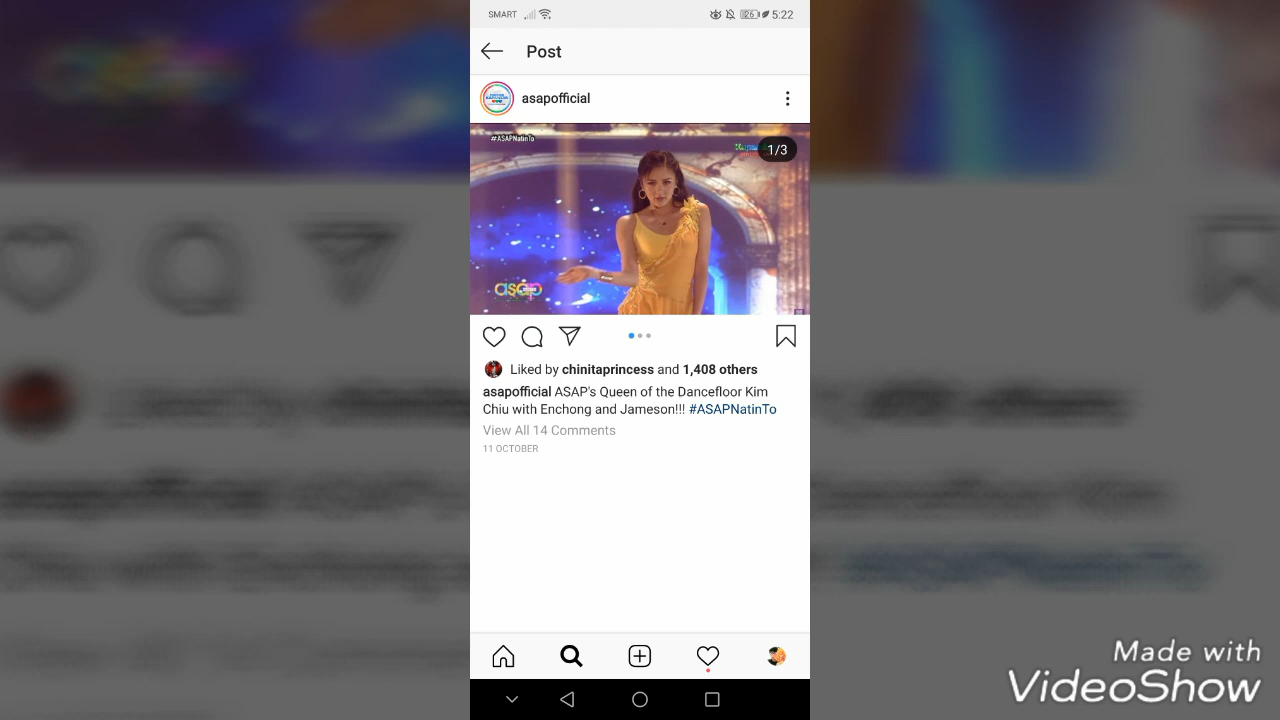 SMART
26 5:22
Post
asapofficial
#ASAPNatinTo
1/3
asap
Liked by chinitaprincess and 1,408 others
asapofficial ASAP's Queen of the Dancefloor Kim
Chiu with Enchong and Jameson!!! #ASAPNatinTo
View All 14 Comments
11 OCTOBER
Made with
VideoShow